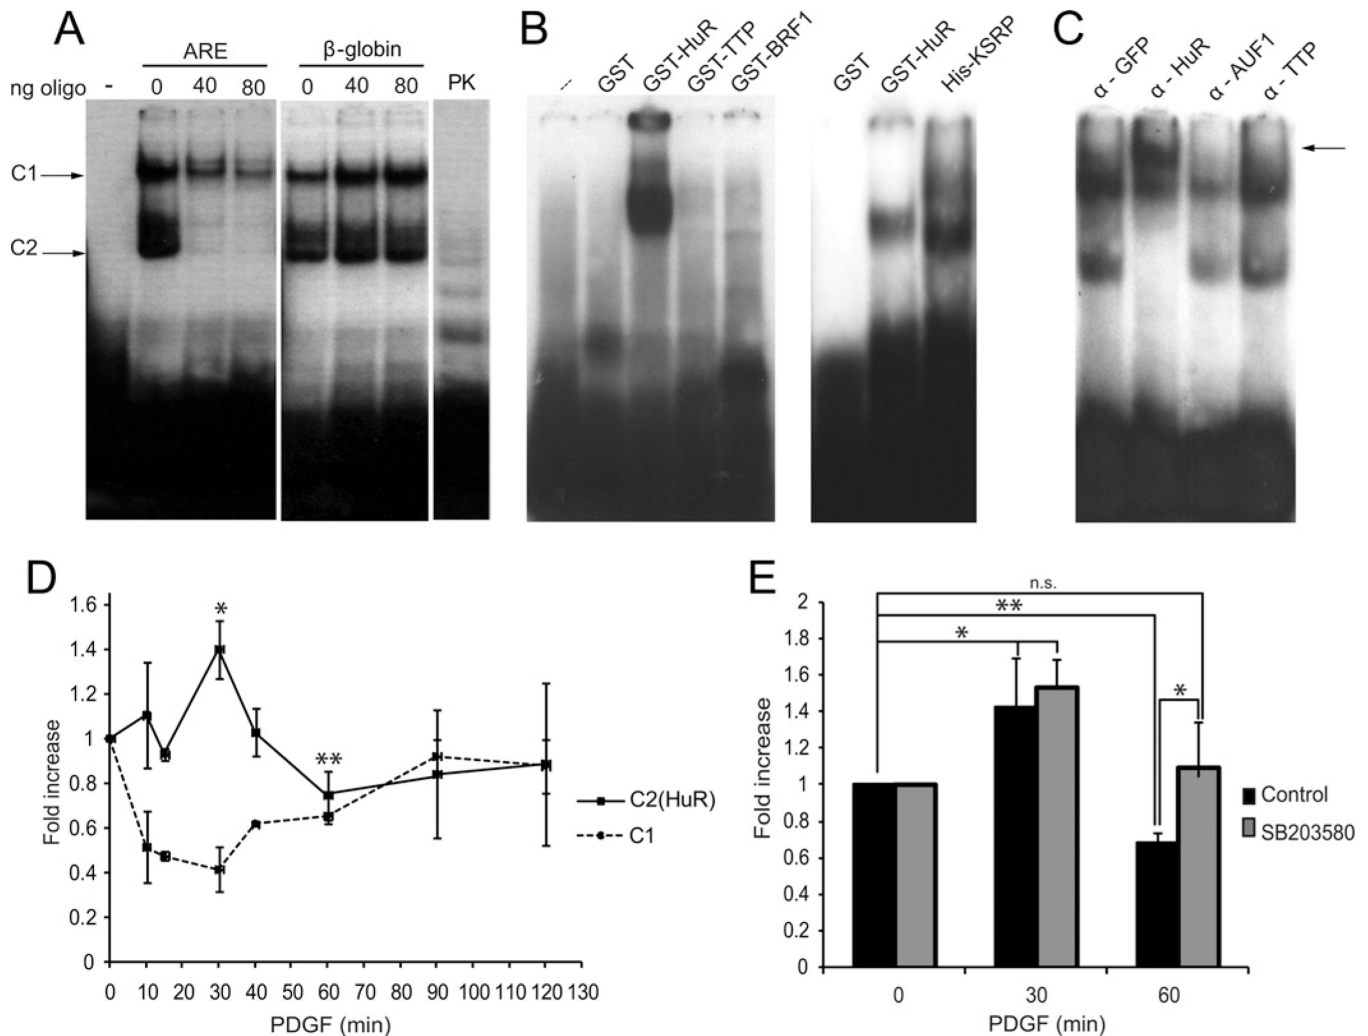 A
ARE
β-globin
ng oligo - 0 40 80 0 40 80 PK
C1
C2
B
-- GST GST-HuR GST-TTP GST-BRF1
GST GST-HuR His-KSRP
C
α - GFP α - HuR α - AUF1 α - TTP
D
1.6
1.4
1.2
1
0.8
0.6
0.4
0.2
0
Fold increase
*
**
C2(HuR)
C1
0 10 20 30 40 50 60 70 80 90 100 110 120 130
PDGF (min)
E
2
1.8
1.6
1.4
1.2
1
0.8
0.6
0.4
0.2
0
Fold increase
n.s.
**
*
*
Control
SB203580
0 30 60
PDGF (min)